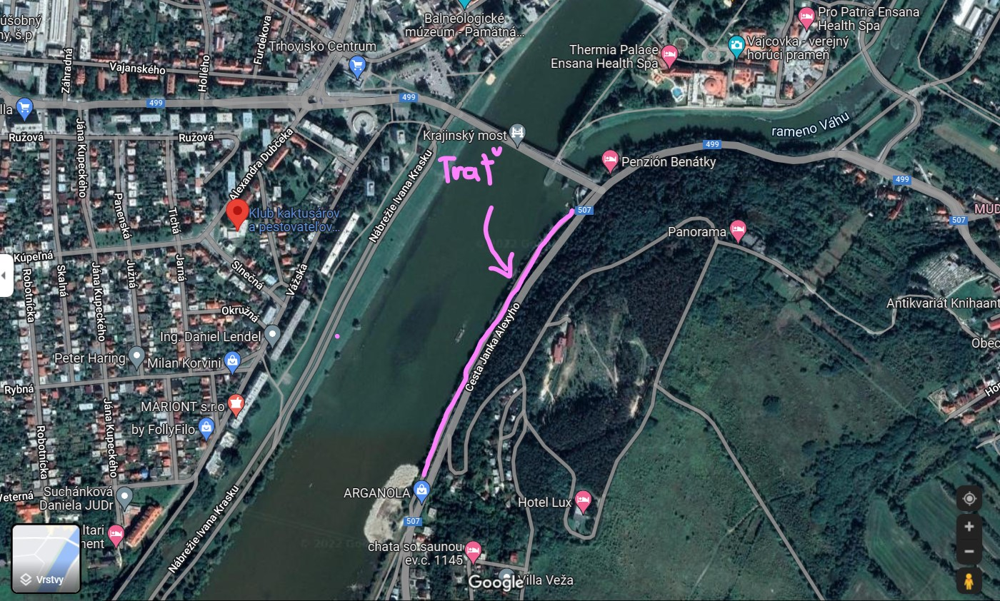 úšobný
ny, š.p
Záhradná
Vajanského
Hollého
Furdekova
Trhovisko Centrum
Balneologické
múzeum - Pamätná...
Thermia Palace
Ensana Health Spa
Pro Patria Ensana
Health Spa
Vajcovka - verejný
horúci prameň
lla
499
499
Ružová
Ružová
Jána Kupeckého
Alexandra Dubčeka
Krajinský most
Trať
rameno Váhu
499
Penzión Benátky
499
Nábrežie Ivana Krasku
Panenská
Tichá
Klub kaktusárov
a pestovateľov...
507
507
MUD
Panorama
Kúpeľná
Robotnícka
Skalná
Jána Kupeckého
Južná
Jarná
Slnečná
Vážska
Okružná
Antikvariát Knihaant
Cesta Janka Alexyho
Ing. Daniel Lendel
Obec
Peter Haring
Milan Korvini
Rybná
Jána Kupeckého
MARIONT s.r.o
by FollyFilo
Robotnícka
Suchánková
Daniela JUDr
Veterná
ARGANOLA
507
Hotel Lux
ltari
ment
Nábrežie Ivana Krasku
chata so saunou
ev.c. 1145
Villa Veža
Vrstvy
Google